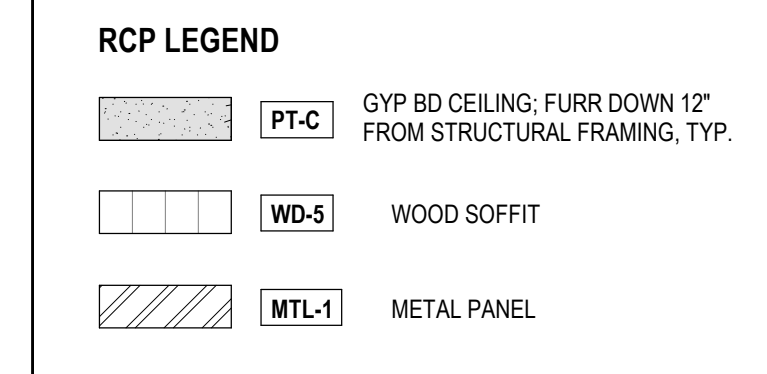 RCP LEGEND
PT-C
GYP BD CEILING; FURR DOWN 12"
FROM STRUCTURAL FRAMING, TYP.
WD-5
WOOD SOFFIT
MTL-1
METAL PANEL